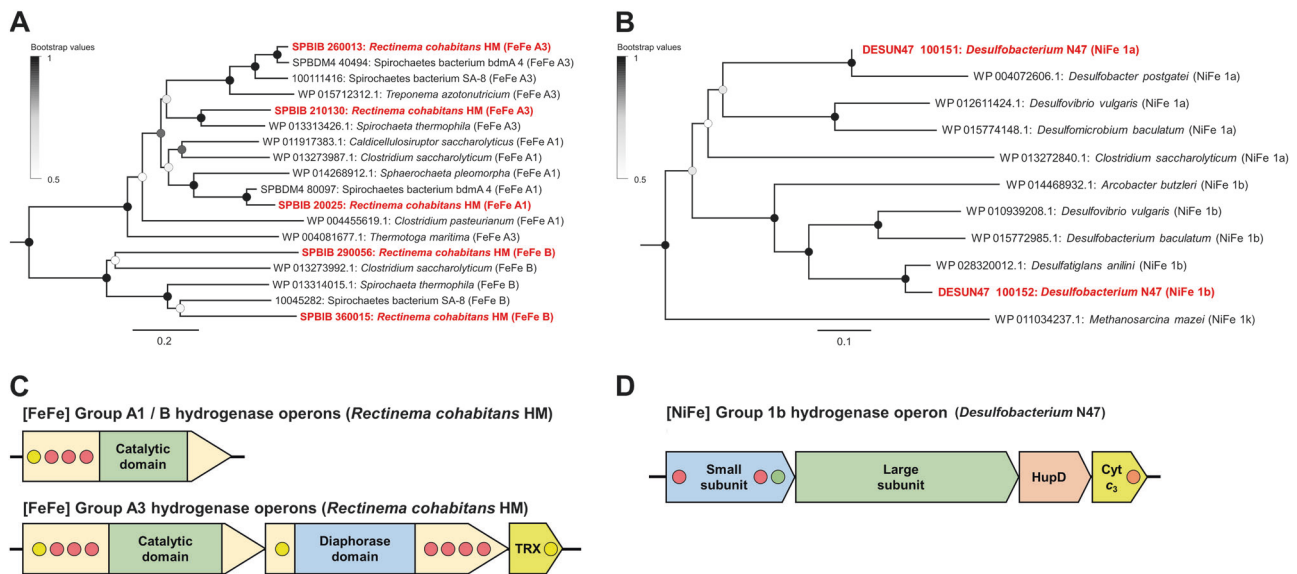 A
Bootstrap values
1
0.5
SPBIB 260013: Rectinema cohabitans HM (FeFe A3)
SPBDM4 40494: Spirochaetes bacterium bdmA 4 (FeFe A3)
100111416: Spirochaetes bacterium SA-8 (FeFe A3)
WP 015712312.1: Treponema azotonutricium (FeFe A3)
SPBIB 210130: Rectinema cohabitans HM (FeFe A3)
WP 013313426.1: Spirochaeta thermophila (FeFe A3)
WP 011917383.1: Caldicellulosiruptor saccharolyticus (FeFe A1)
WP 013273987.1: Clostridium saccharolyticum (FeFe A1)
WP 014268912.1: Sphaerochaeta pleomorpha (FeFe A1)
SPBDM4 80097: Spirochaetes bacterium bdmA 4 (FeFe A1)
SPBIB 20025: Rectinema cohabitans HM (FeFe A1)
WP 004455619.1: Clostridium pasteurianum (FeFe A1)
WP 004081677.1: Thermotoga maritima (FeFe A3)
SPBIB 290056: Rectinema cohabitans HM (FeFe B)
WP 013273992.1: Clostridium saccharolyticum (FeFe B)
WP 013314015.1: Spirochaeta thermophila (FeFe B)
10045282: Spirochaetes bacterium SA-8 (FeFe B)
SPBIB 360015: Rectinema cohabitans HM (FeFe B)
0.2
B
Bootstrap values
1
0.5
DESUN47 100151: Desulfobacterium N47 (NiFe 1a)
WP 004072606.1: Desulfobacter postgatei (NiFe 1a)
WP 012611424.1: Desulfovibrio vulgaris (NiFe 1a)
WP 015774148.1: Desulfomicrobium baculatum (NiFe 1a)
WP 013272840.1: Clostridium saccharolyticum (NiFe 1a)
WP 014468932.1: Arcobacter butzleri (NiFe 1b)
WP 010939208.1: Desulfovibrio vulgaris (NiFe 1b)
WP 015772985.1: Desulfobacterium baculatum (NiFe 1b)
WP 028320012.1: Desulfatiglans anilini (NiFe 1b)
DESUN47 100152: Desulfobacterium N47 (NiFe 1b)
WP 011034237.1: Methanosarcina mazei (NiFe 1k)
0.1
C
[FeFe] Group A1 / B hydrogenase operons (Rectinema cohabitans HM)
Catalytic
domain
[FeFe] Group A3 hydrogenase operons (Rectinema cohabitans HM)
Catalytic
domain
Diaphorase
domain
TRX
D
[NiFe] Group 1b hydrogenase operon (Desulfobacterium N47)
Small
subunit
Large
subunit
HupD
Cyt
c3